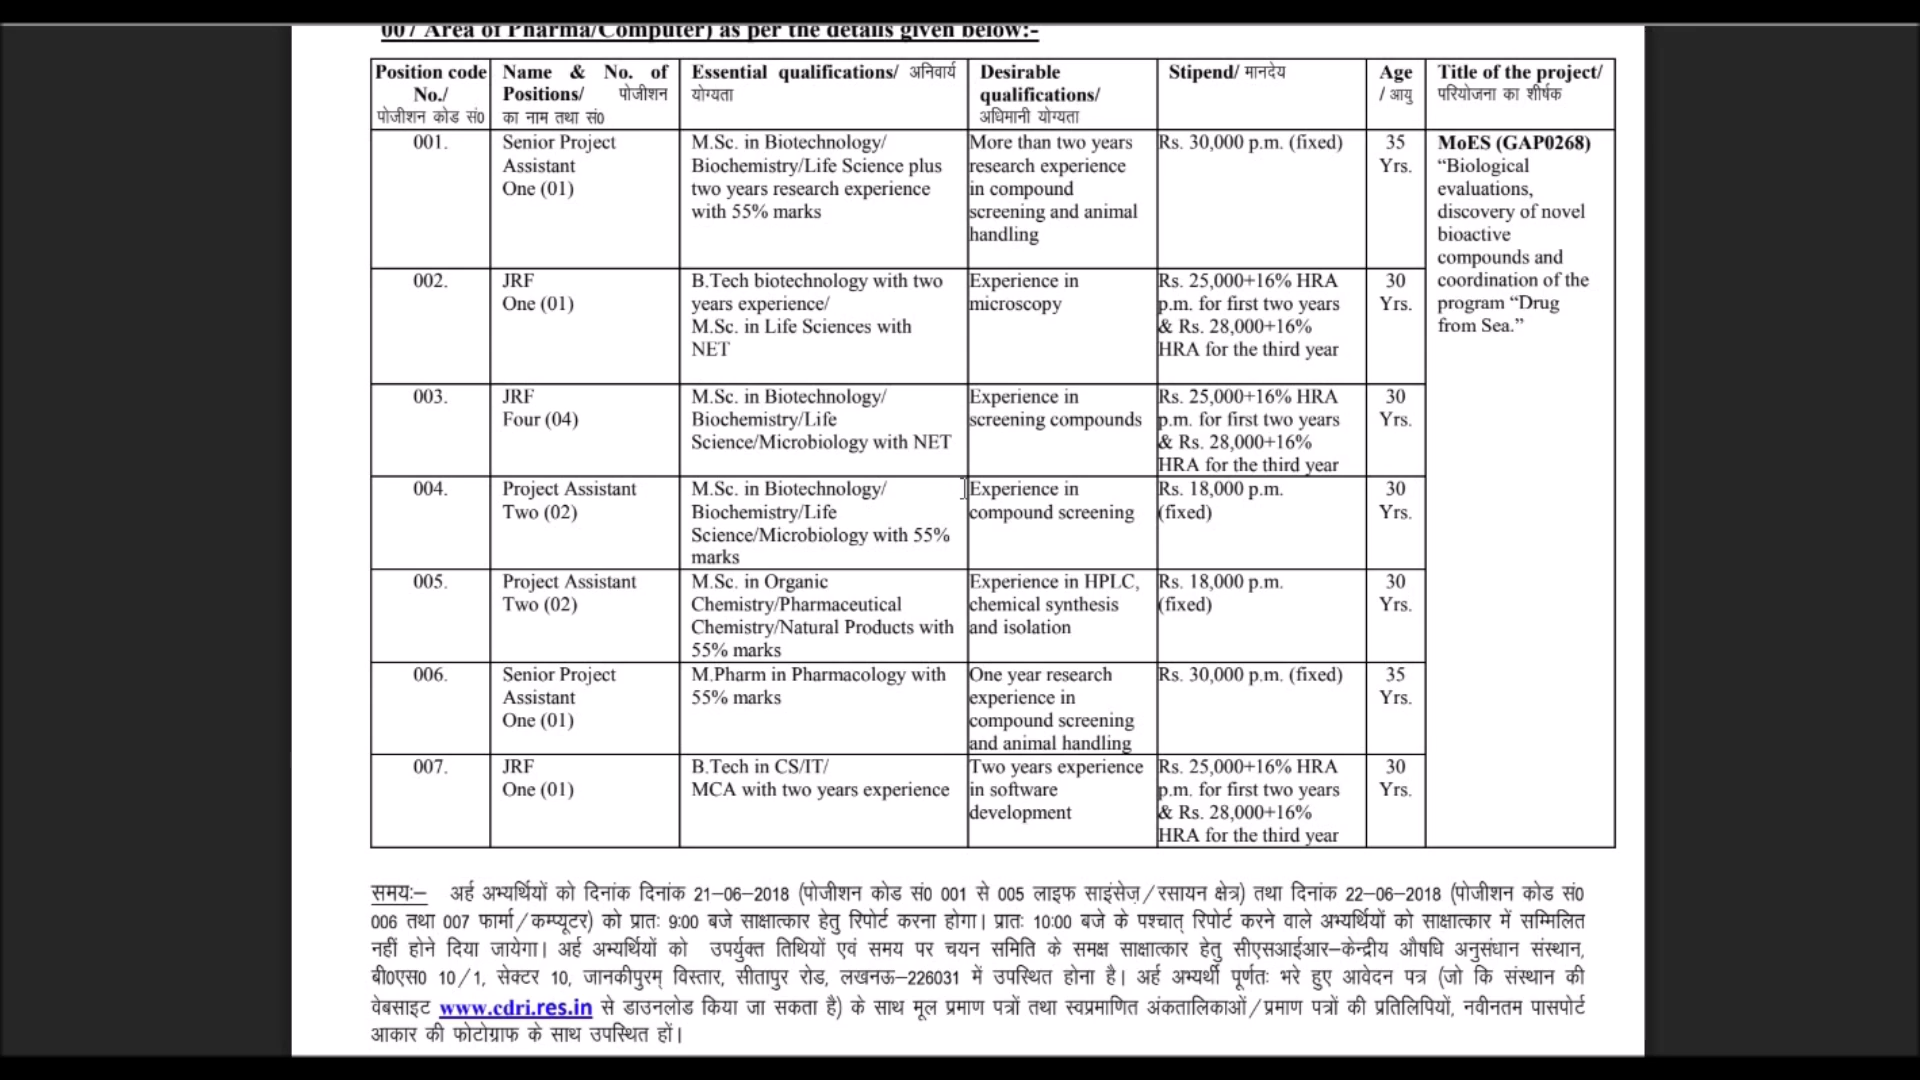 007 Area of Pharma/Computer) as per the details given below:-
Position code No./ पोजीशन कोड सं0
Name & No. of Positions/ पोजीशन का नाम तथा सं0
Essential qualifications/ अनिवार्य योग्यता
Desirable qualifications/ अधिमानी योग्यता
Stipend/ मानदेय
Age / आयु
Title of the project/ परियोजना का शीर्षक
001.
Senior Project
Assistant
One (01)
M.Sc. in Biotechnology/
Biochemistry/Life Science plus
two years research experience
with 55% marks
More than two years
research experience
in compound
screening and animal
handling
Rs. 30,000 p.m. (fixed)
35
Yrs.
MoES (GAP0268)
“Biological
evaluations,
discovery of novel
bioactive
compounds and
coordination of the
program “Drug
from Sea.”
002.
JRF
One (01)
B.Tech biotechnology with two
years experience/
M.Sc. in Life Sciences with
NET
Experience in
microscopy
Rs. 25,000+16% HRA
p.m. for first two years
& Rs. 28,000+16%
HRA for the third year
30
Yrs.
003.
JRF
Four (04)
M.Sc. in Biotechnology/
Biochemistry/Life
Science/Microbiology with NET
Experience in
screening compounds
Rs. 25,000+16% HRA
p.m. for first two years
& Rs. 28,000+16%
HRA for the third year
30
Yrs.
004.
Project Assistant
Two (02)
M.Sc. in Biotechnology/
Biochemistry/Life
Science/Microbiology with 55%
marks
Experience in
compound screening
Rs. 18,000 p.m.
(fixed)
30
Yrs.
005.
Project Assistant
Two (02)
M.Sc. in Organic
Chemistry/Pharmaceutical
Chemistry/Natural Products with
55% marks
Experience in HPLC,
chemical synthesis
and isolation
Rs. 18,000 p.m.
(fixed)
30
Yrs.
006.
Senior Project
Assistant
One (01)
M.Pharm in Pharmacology with
55% marks
One year research
experience in
compound screening
and animal handling
Rs. 30,000 p.m. (fixed)
35
Yrs.
007.
JRF
One (01)
B.Tech in CS/IT/
MCA with two years experience
Two years experience
in software
development
Rs. 25,000+16% HRA
p.m. for first two years
& Rs. 28,000+16%
HRA for the third year
30
Yrs.
समयः– अर्ह अभ्यर्थियों को दिनांक दिनांक 21–06–2018 (पोजीशन कोड सं0 001 से 005 लाइफ साइंसेज़/रसायन क्षेत्र) तथा दिनांक 22–06–2018 (पोजीशन कोड सं0
006 तथा 007 फार्मा/कम्प्यूटर) को प्रातः 9:00 बजे साक्षात्कार हेतु रिपोर्ट करना होगा। प्रातः 10:00 बजे के पश्चात् रिपोर्ट करने वाले अभ्यर्थियों को साक्षात्कार में सम्मिलित
नहीं होने दिया जायेगा। अर्ह अभ्यर्थियों को उपर्युक्त तिथियों एवं समय पर चयन समिति के समक्ष साक्षात्कार हेतु सीएसआईआर–केन्द्रीय औषधि अनुसंधान संस्थान,
बी0एस0 10/1, सेक्टर 10, जानकीपुरम् विस्तार, सीतापुर रोड, लखनऊ–226031 में उपस्थित होना है। अर्ह अभ्यर्थी पूर्णतः भरे हुए आवेदन पत्र (जो कि संस्थान की
वेबसाइट www.cdri.res.in से डाउनलोड किया जा सकता है) के साथ मूल प्रमाण पत्रों तथा स्वप्रमाणित अंकतालिकाओं/प्रमाण पत्रों की प्रतिलिपियों, नवीनतम पासपोर्ट
आकार की फोटोग्राफ के साथ उपस्थित हों।